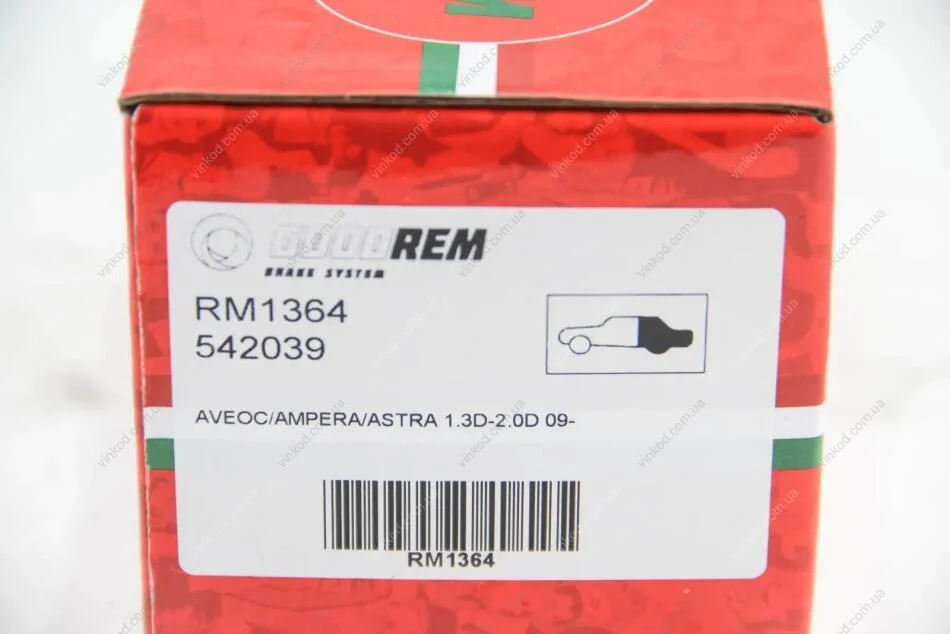 GOODREM
BRAKE SYSTEM
RM1364
542039
AVEOC/AMPERA/ASTRA 1.3D-2.0D 09-
RM1364
vinkod.com.ua